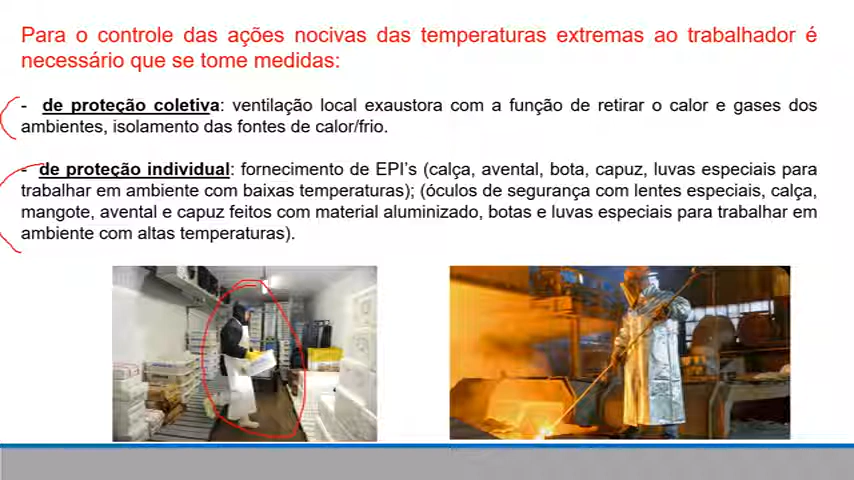 Para o controle das ações nocivas das temperaturas extremas ao trabalhador é
necessário que se tome medidas:
- de proteção coletiva: ventilação local exaustora com a função de retirar o calor e gases dos
ambientes, isolamento das fontes de calor/frio.
- de proteção individual: fornecimento de EPI's (calça, avental, bota, capuz, luvas especiais para
trabalhar em ambiente com baixas temperaturas); (óculos de segurança com lentes especiais, calça,
mangote, avental e capuz feitos com material aluminizado, botas e luvas especiais para trabalhar em
ambiente com altas temperaturas).